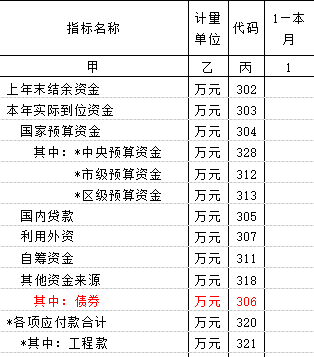 指标名称 计量单位 代码 1—本月
甲 乙 丙 1
上年末结余资金 万元 302
本年实际到位资金 万元 303
国家预算资金 万元 304
其中：*中央预算资金 万元 328
*市级预算资金 万元 312
*区级预算资金 万元 313
国内贷款 万元 305
利用外资 万元 307
自筹资金 万元 311
其他资金来源 万元 318
其中：债券 万元 306
*各项应付款合计 万元 320
*其中：工程款 万元 321